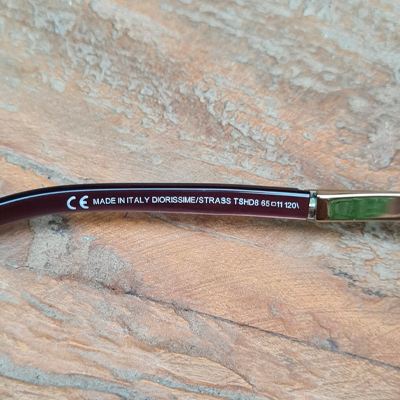 CE MADE IN ITALY DIORISSIME/STRASS TSHD8 65□11 120\